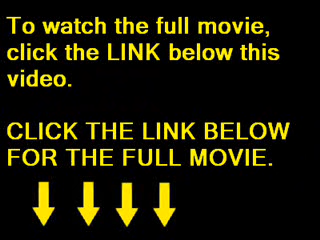 To watch the full movie,
click the LINK below this
video.
CLICK THE LINK BELOW
FOR THE FULL MOVIE.